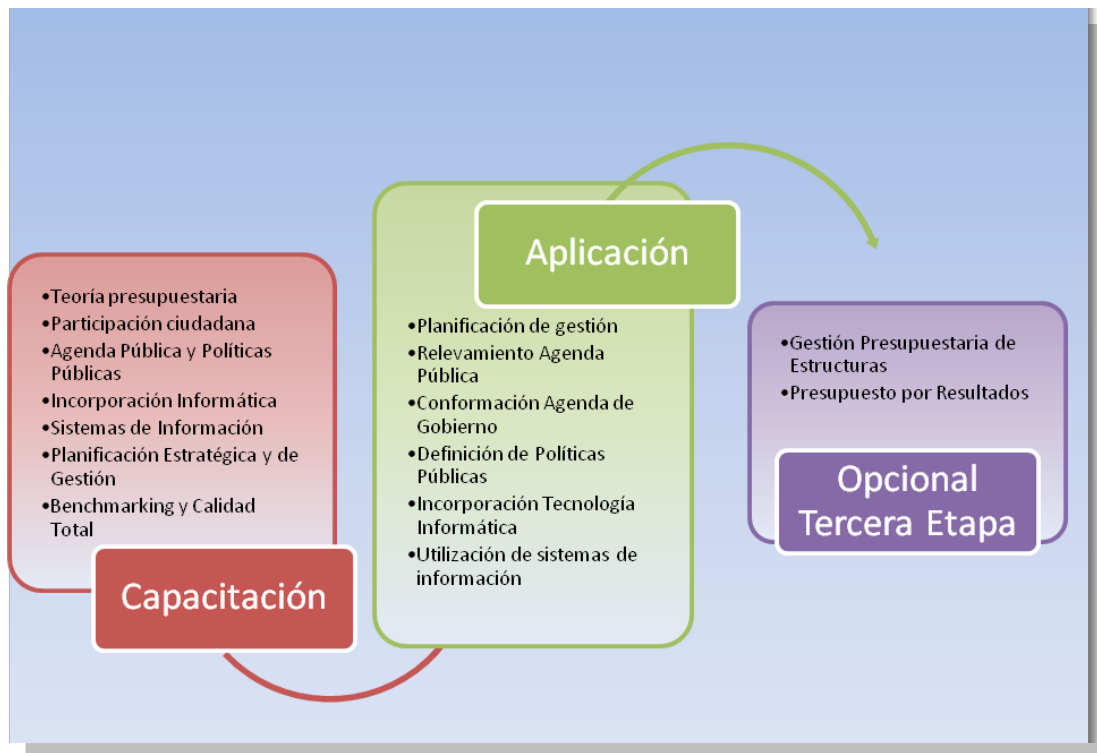 •Teoría presupuestaria
•Participación ciudadana
•Agenda Pública y Políticas
Públicas
•Incorporación Informática
•Sistemas de Información
•Planificación Estratégica y de
Gestión
•Benchmarking y Calidad
Total
Capacitación
Aplicación
•Planificación de gestión
•Relevamiento Agenda
Pública
•Conformación Agenda de
Gobierno
•Definición de Políticas
Públicas
•Incorporación Tecnología
Informática
•Utilización de sistemas de
información
•Gestión Presupuestaria de
Estructuras
•Presupuesto por Resultados
Opcional
Tercera Etapa